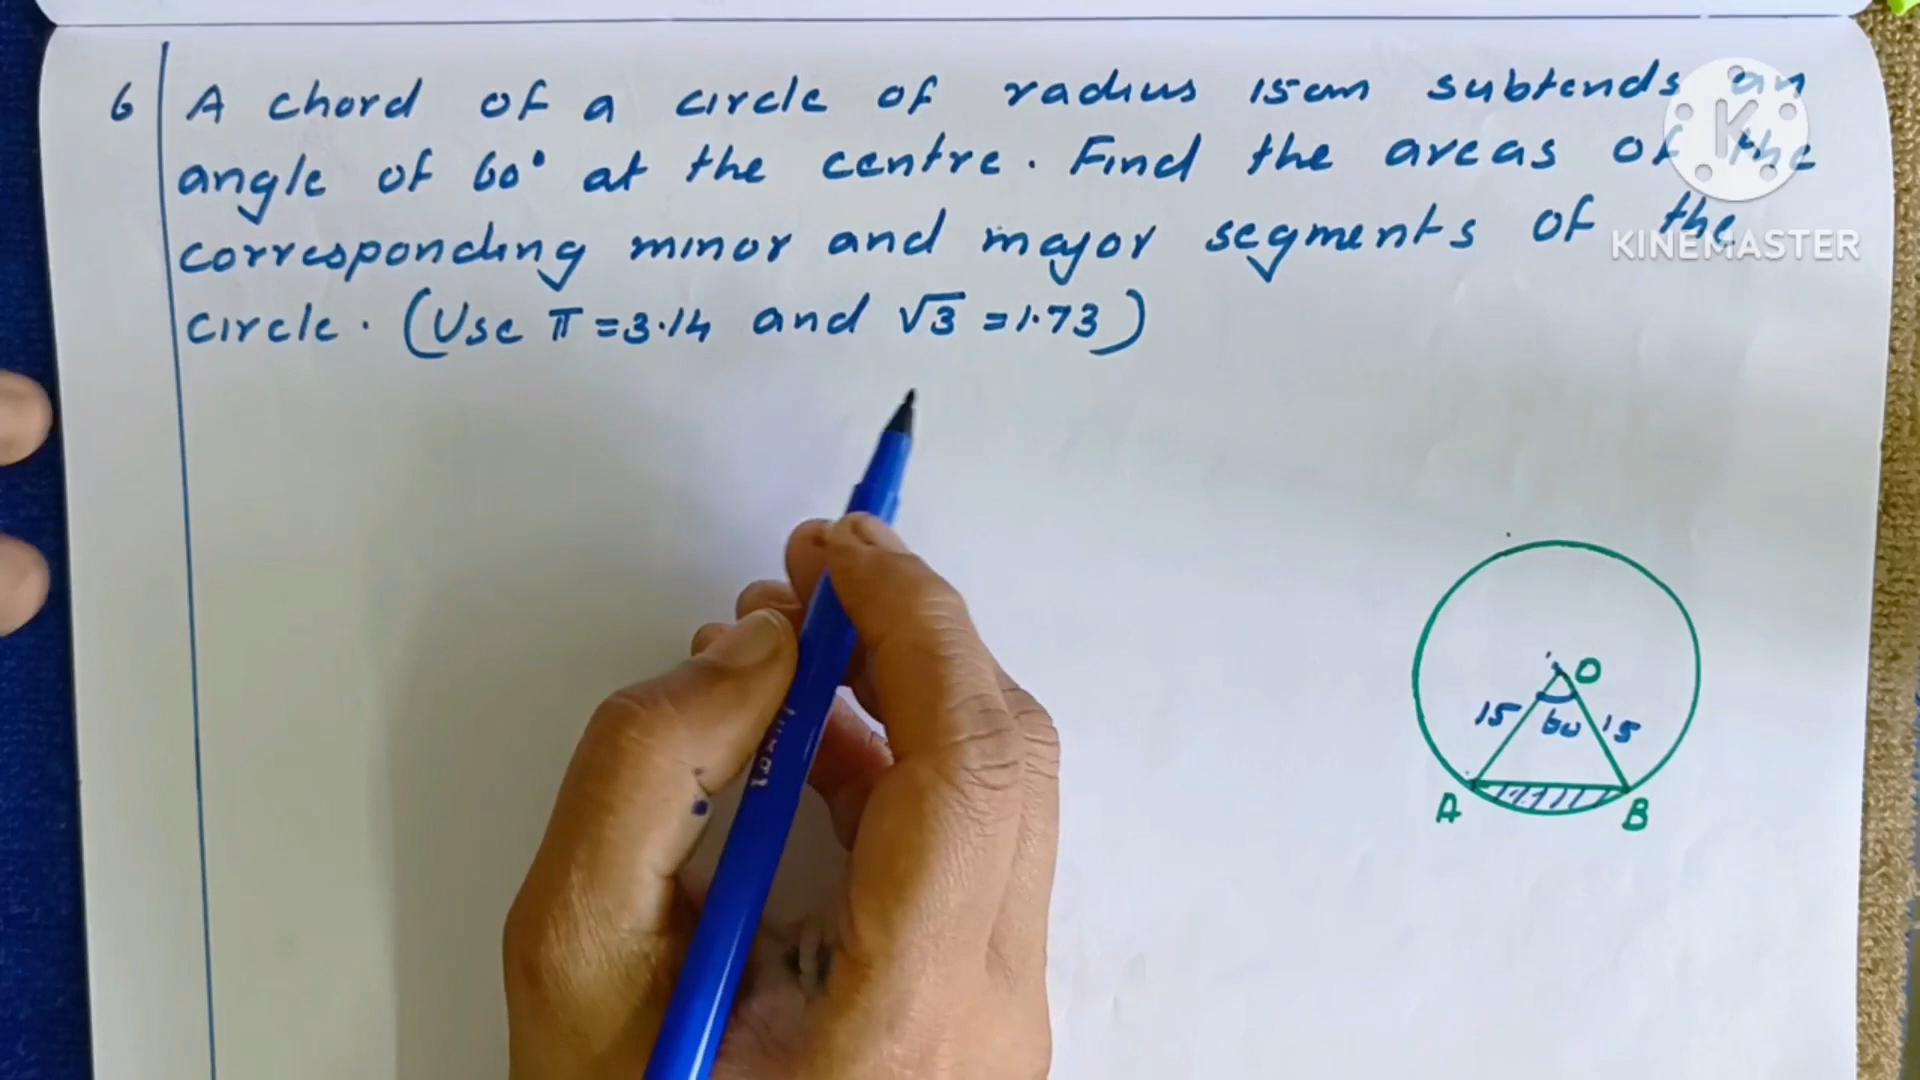 6 A chord of a circle of radius 15cm subtends an
angle of 60° at the centre. Find the areas of the
corresponding minor and major segments of the
circle. (Use π=3.14 and √3 =1.73)
K
KINEMASTER
O
15 60 15
A B